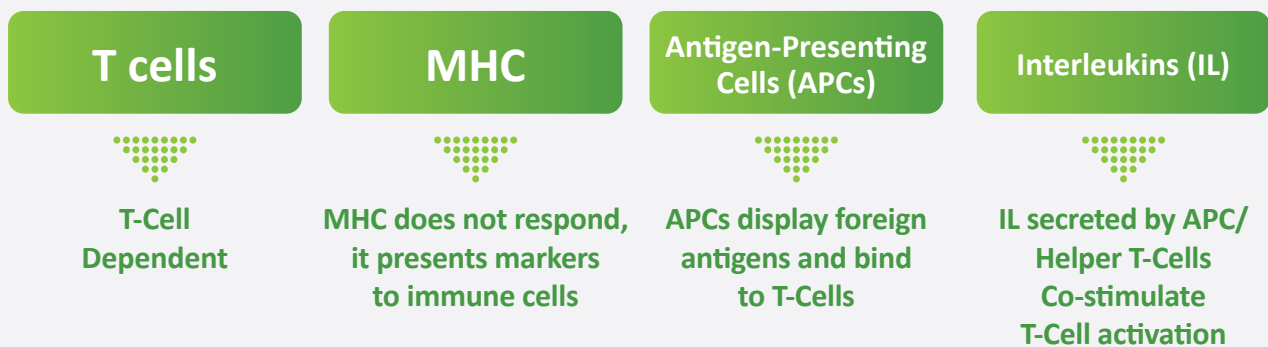 T cells
T-Cell
Dependent
MHC
MHC does not respond,
it presents markers
to immune cells
Antigen-Presenting
Cells (APCs)
APCs display foreign
antigens and bind
to T-Cells
Interleukins (IL)
IL secreted by APC/
Helper T-Cells
Co-stimulate
T-Cell activation